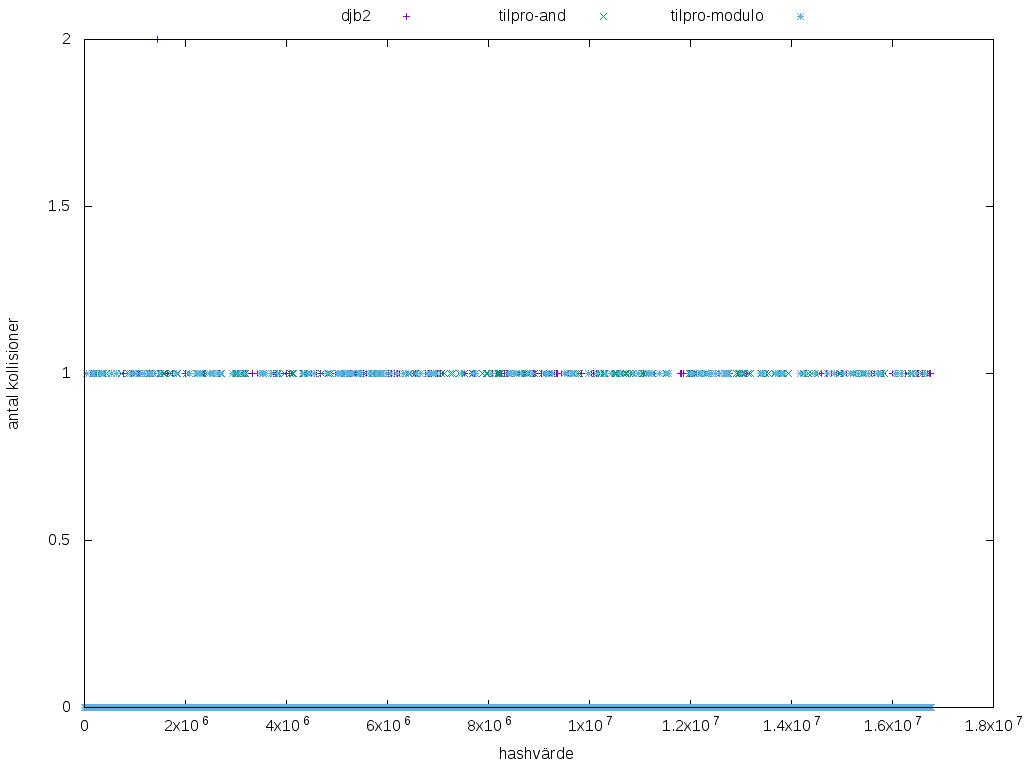 djb2 tilpro-and tilpro-modulo
2
1.5
1
0.5
0
antal kollisioner
0 2x10^6 4x10^6 6x10^6 8x10^6 1x10^7 1.2x10^7 1.4x10^7 1.6x10^7 1.8x10^7
hashvärde